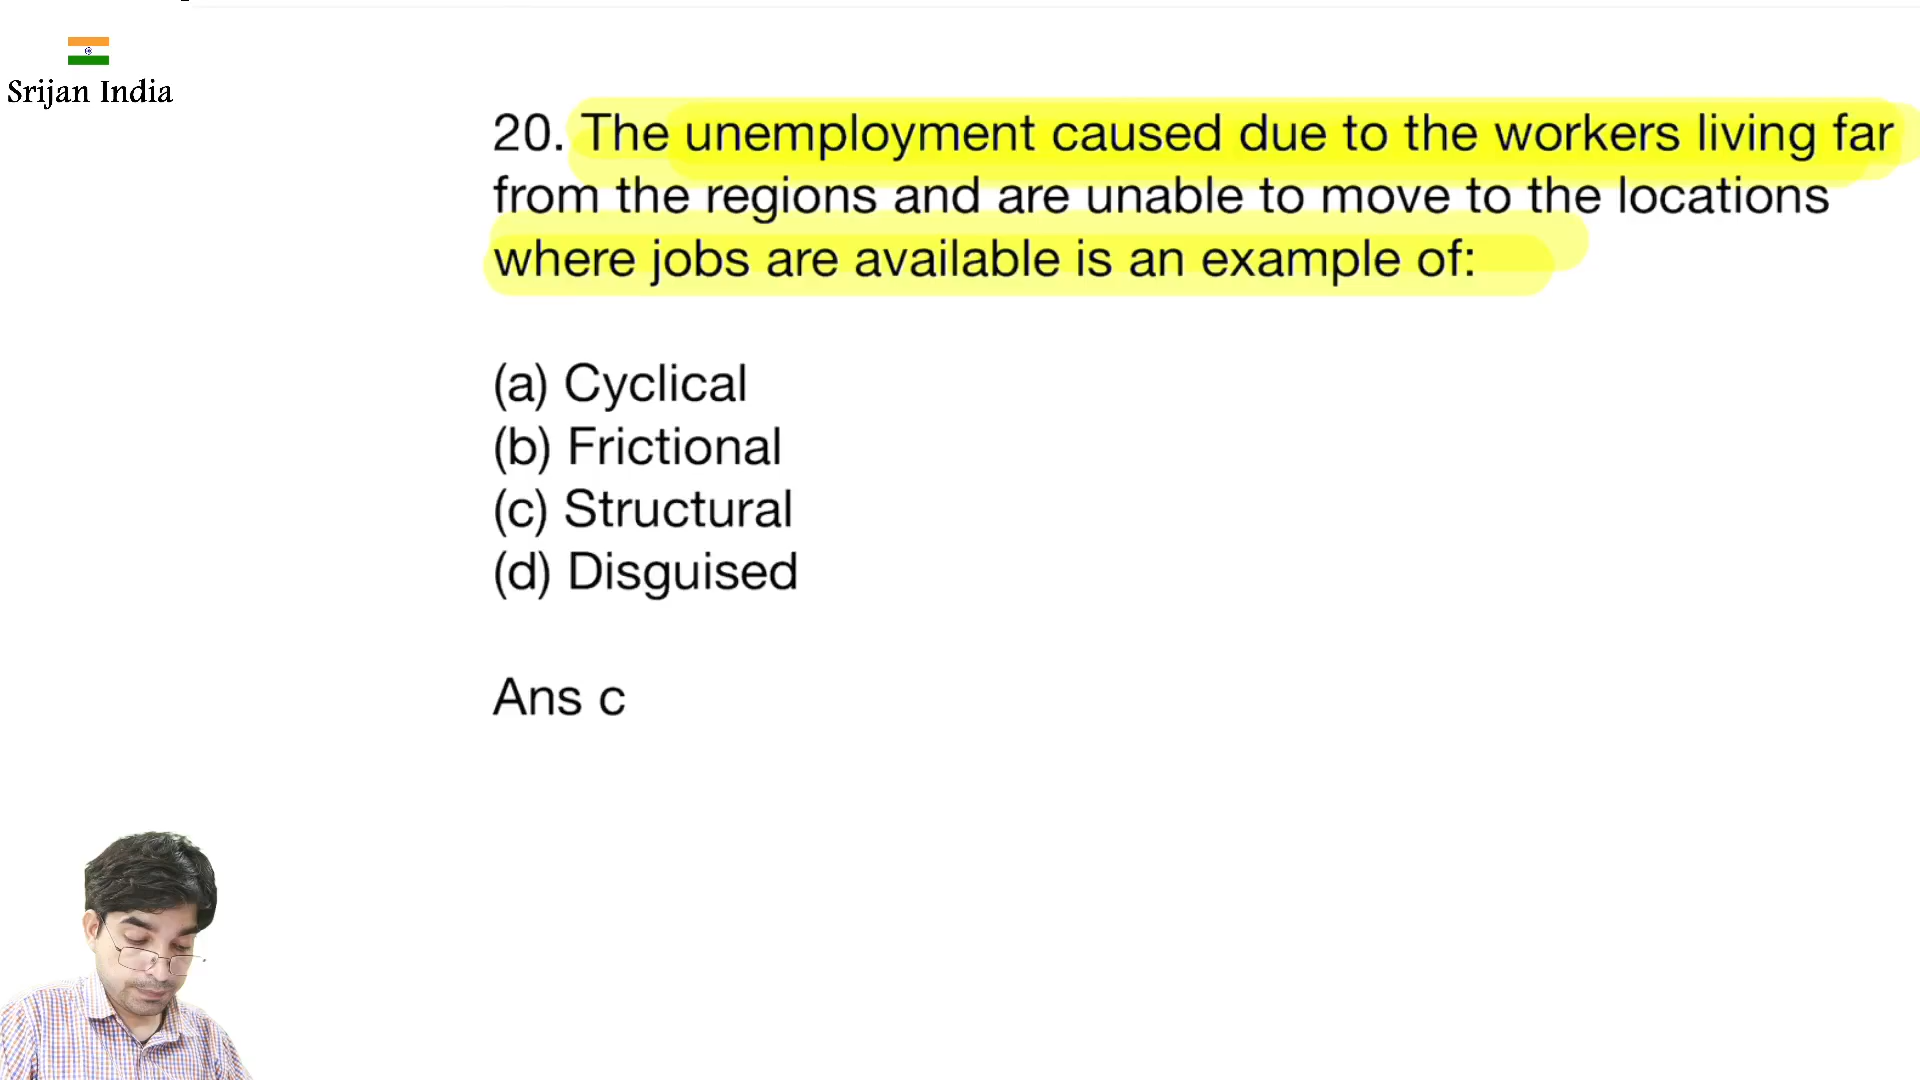 Srijan India
20. The unemployment caused due to the workers living far
from the regions and are unable to move to the locations
where jobs are available is an example of:
(a) Cyclical
(b) Frictional
(c) Structural
(d) Disguised
Ans c